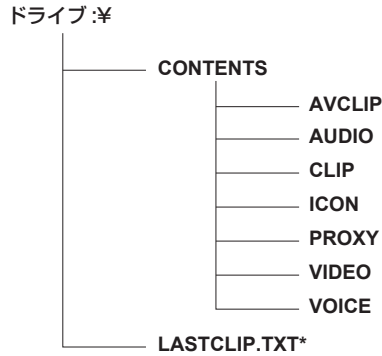 ドライブ:¥
CONTENTS
AVCLIP
AUDIO
CLIP
ICON
PROXY
VIDEO
VOICE
LASTCLIP.TXT*